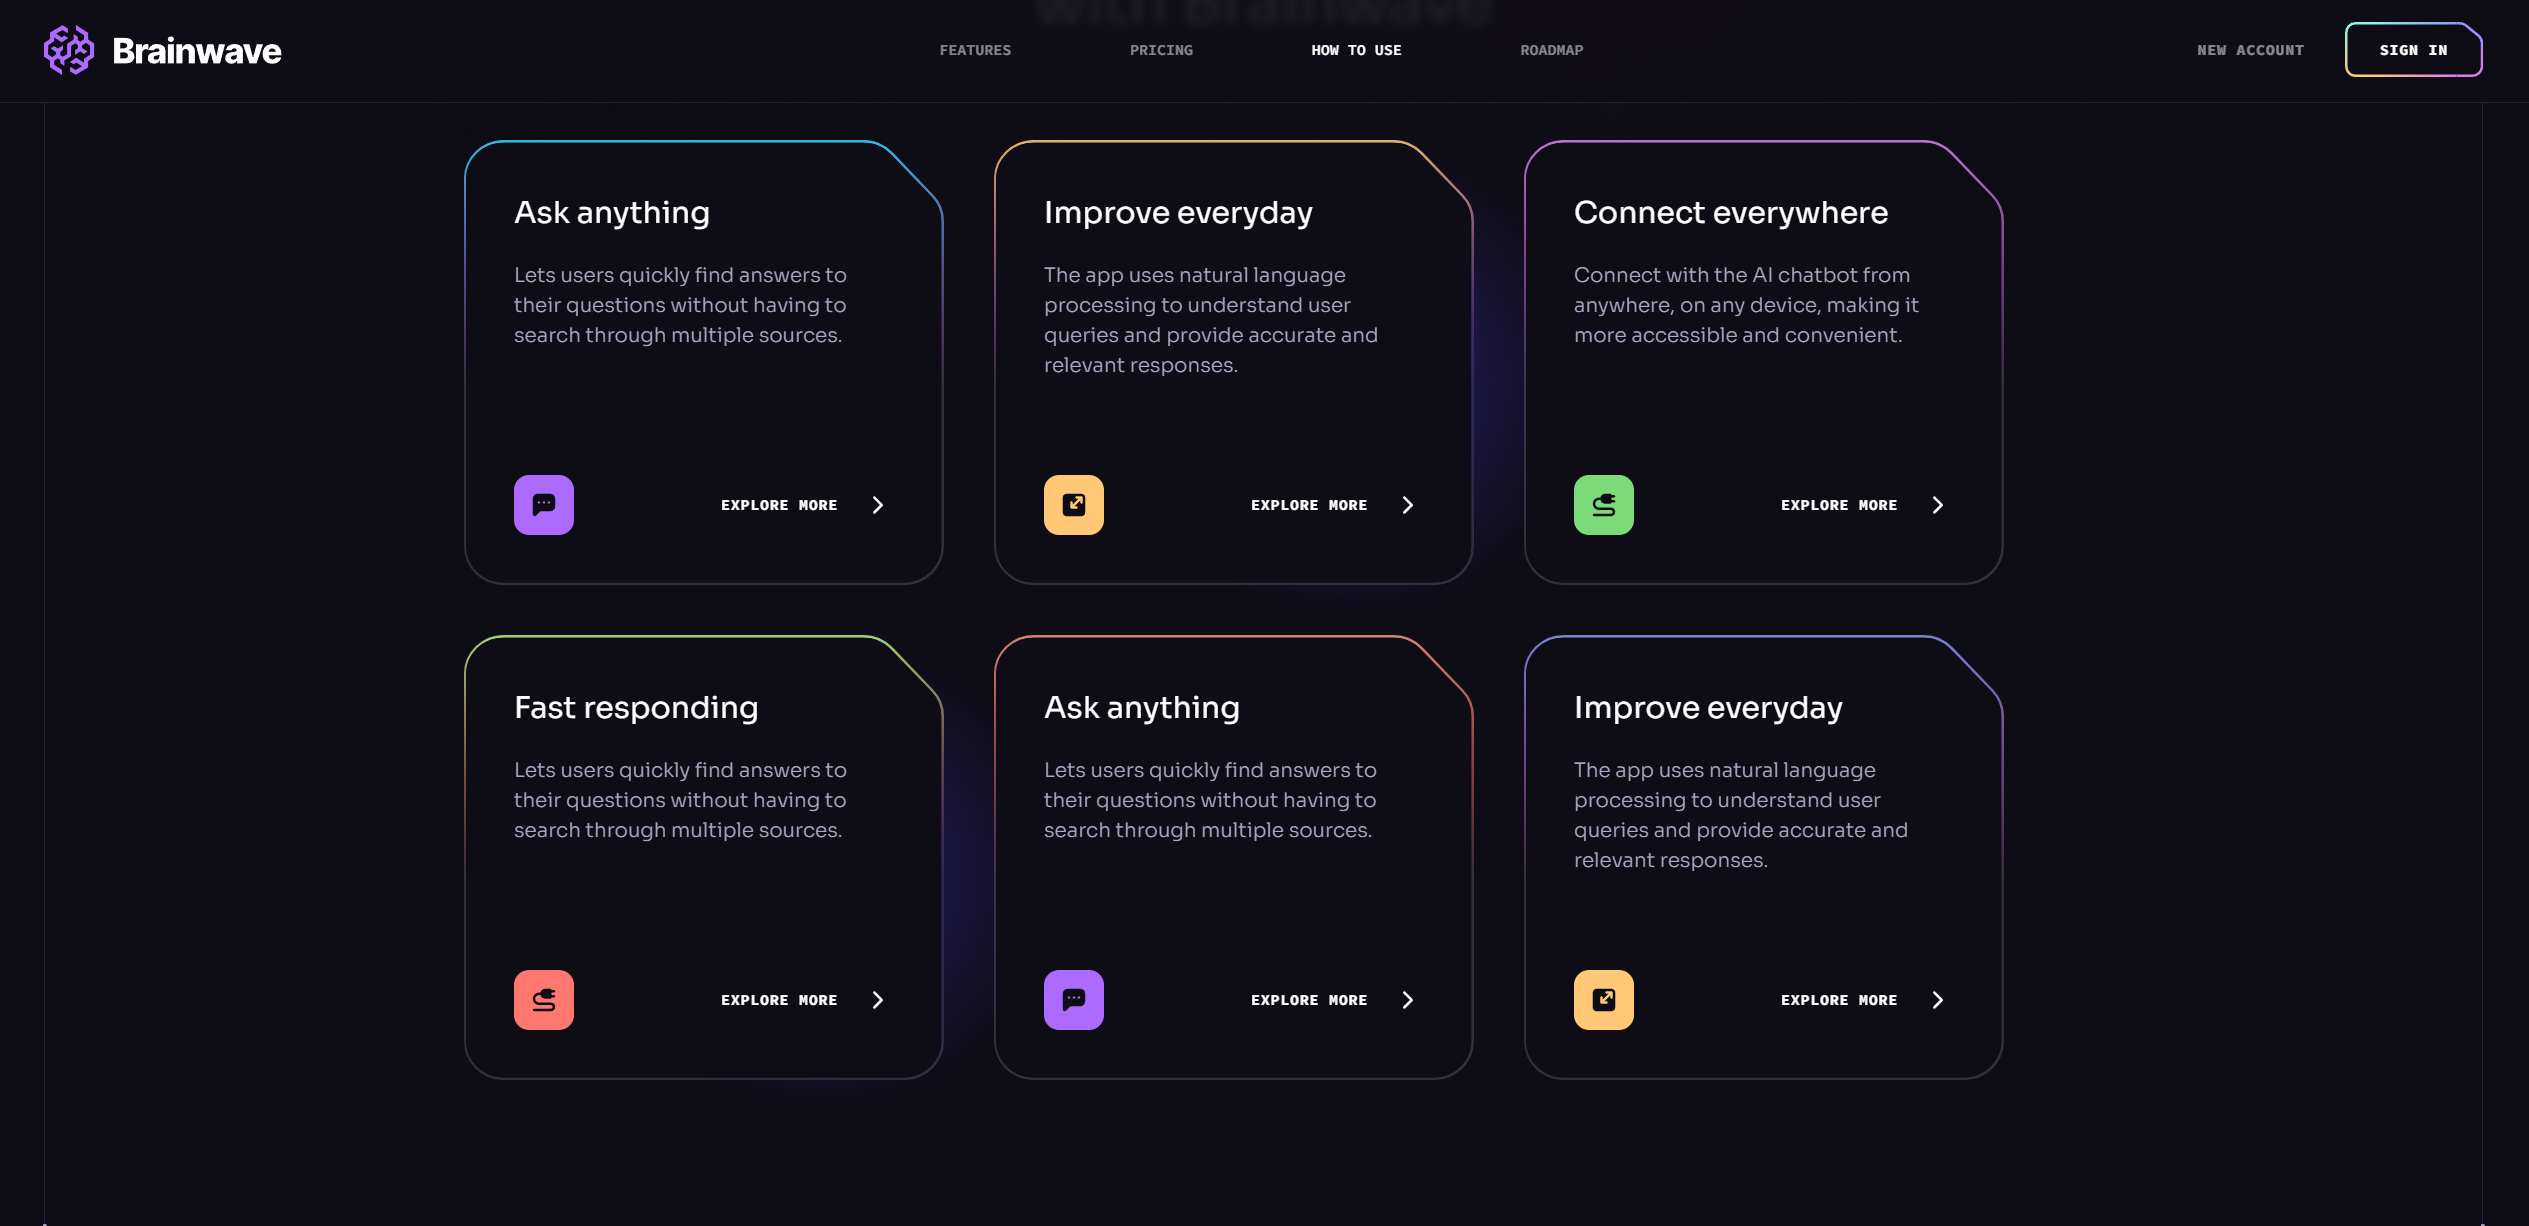 with Brainwave
Brainwave
FEATURES
PRICING
HOW TO USE
ROADMAP
NEW ACCOUNT
SIGN IN
Ask anything
Lets users quickly find answers to
their questions without having to
search through multiple sources.
EXPLORE MORE
Improve everyday
The app uses natural language
processing to understand user
queries and provide accurate and
relevant responses.
EXPLORE MORE
Connect everywhere
Connect with the AI chatbot from
anywhere, on any device, making it
more accessible and convenient.
EXPLORE MORE
Fast responding
Lets users quickly find answers to
their questions without having to
search through multiple sources.
EXPLORE MORE
Ask anything
Lets users quickly find answers to
their questions without having to
search through multiple sources.
EXPLORE MORE
Improve everyday
The app uses natural language
processing to understand user
queries and provide accurate and
relevant responses.
EXPLORE MORE